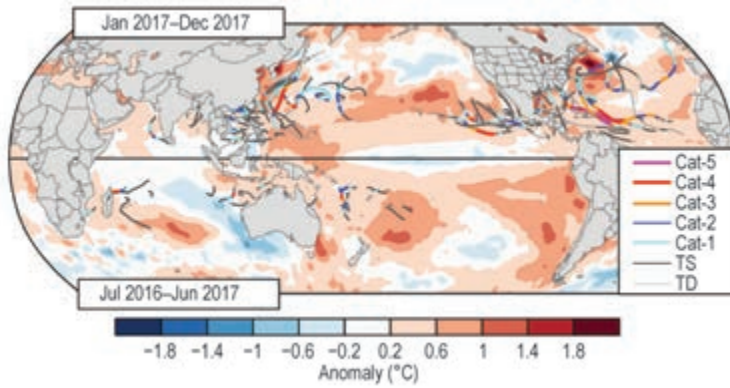 Jan 2017–Dec 2017
Cat-5
Cat-4
Cat-3
Cat-2
Cat-1
TS
TD
Jul 2016–Jun 2017
−1.8 −1.4 −1 −0.6 −0.2 0.2 0.6 1 1.4 1.8
Anomaly (°C)